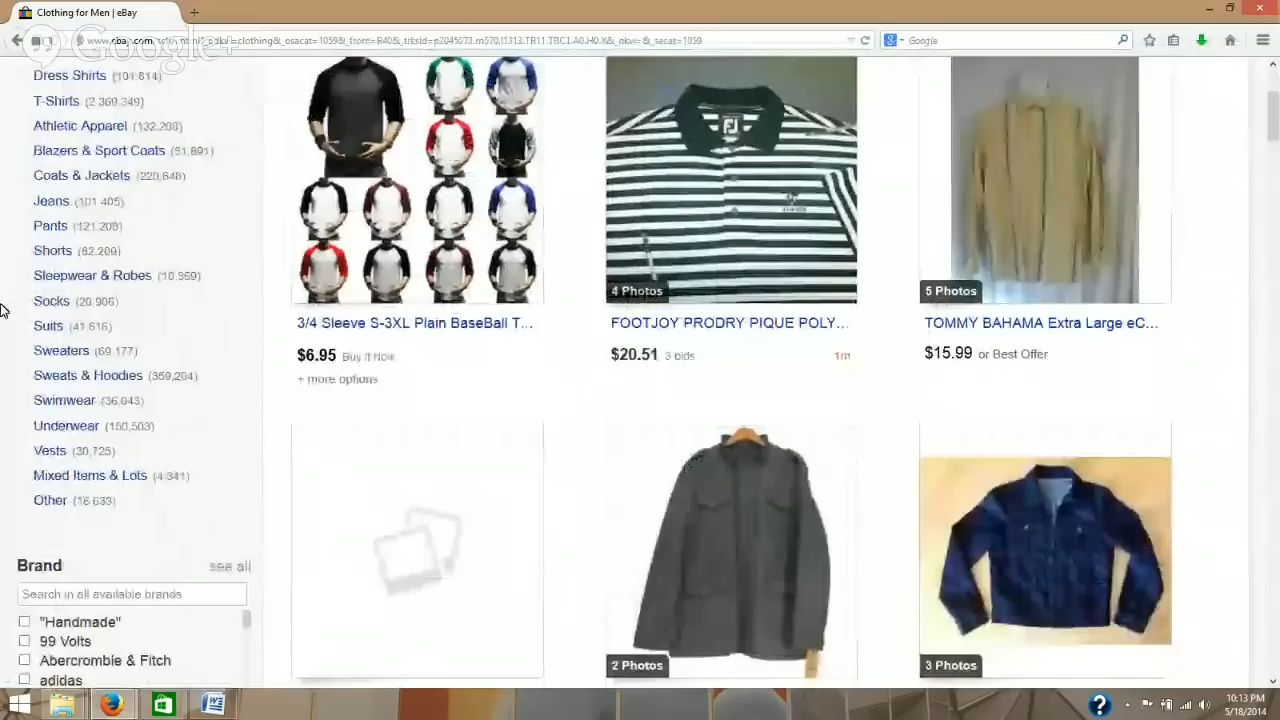 Clothing for Men | eBay
Google+
Google
Dress Shirts (101,614)
T-Shirts (2,369,349)
Athletic Apparel (132,208)
Blazers & Sport Coats (31,891)
Coats & Jackets (220,648)
Jeans (101,405)
Pants (121,208)
Shorts (82,209)
Sleepwear & Robes (10,369)
Socks (20,906)
Suits (41,616)
Sweaters (69,177)
Sweats & Hoodies (359,204)
Swimwear (36,043)
Underwear (150,503)
Vests (30,725)
Mixed Items & Lots (4,341)
Other (16,633)
Brand see all
Search in all available brands
"Handmade"
99 Volts
Abercrombie & Fitch
adidas
FJ
4 Photos
5 Photos
3/4 Sleeve S-3XL Plain BaseBall T...
$6.95 Buy It Now
+ more options
FOOTJOY PRODRY PIQUE POLY...
$20.51 3 bids 1m
TOMMY BAHAMA Extra Large eC...
$15.99 or Best Offer
2 Photos
3 Photos
10:13 PM
5/18/2014